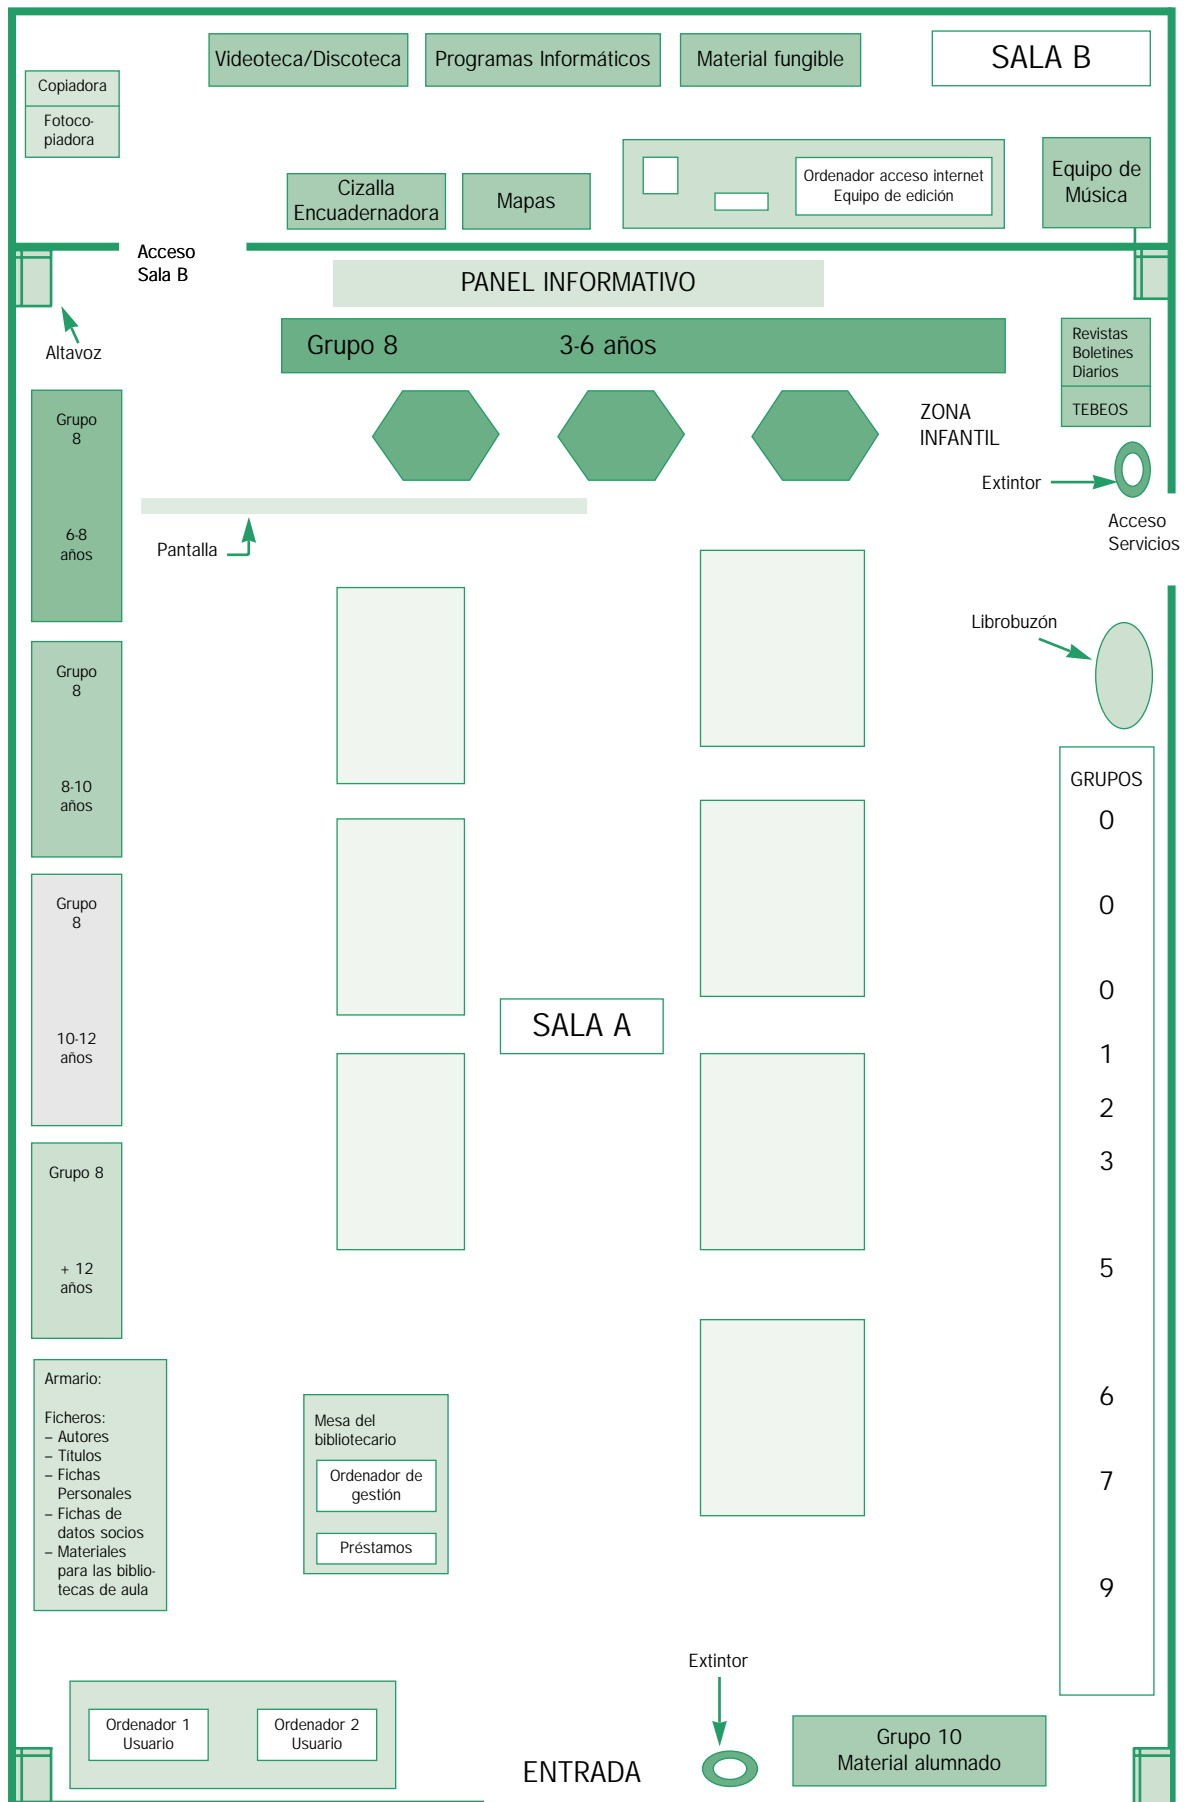 Videoteca/Discoteca
Programas Informáticos
Material fungible
SALA B
Copiadora
Fotoco-
piadora
Cizalla
Encuadernadora
Mapas
Ordenador acceso internet
Equipo de edición
Equipo de
Música
Acceso
Sala B
PANEL INFORMATIVO
Altavoz
Grupo 8
3-6 años
Revistas
Boletines
Diarios
TEBEOS
ZONA
INFANTIL
Extintor
Acceso
Servicios
Grupo
8
6-8
años
Pantalla
Librobuzón
Grupo
8
8-10
años
Grupo
8
10-12
años
Grupo 8
+ 12
años
SALA A
GRUPOS
0
0
0
1
2
3
5
6
7
9
Armario:
Ficheros:
– Autores
– Títulos
– Fichas
Personales
– Fichas de
datos socios
– Materiales
para las biblio-
tecas de aula
Mesa del
bibliotecario
Ordenador de
gestión
Préstamos
Ordenador 1
Usuario
Ordenador 2
Usuario
ENTRADA
Extintor
Grupo 10
Material alumnado